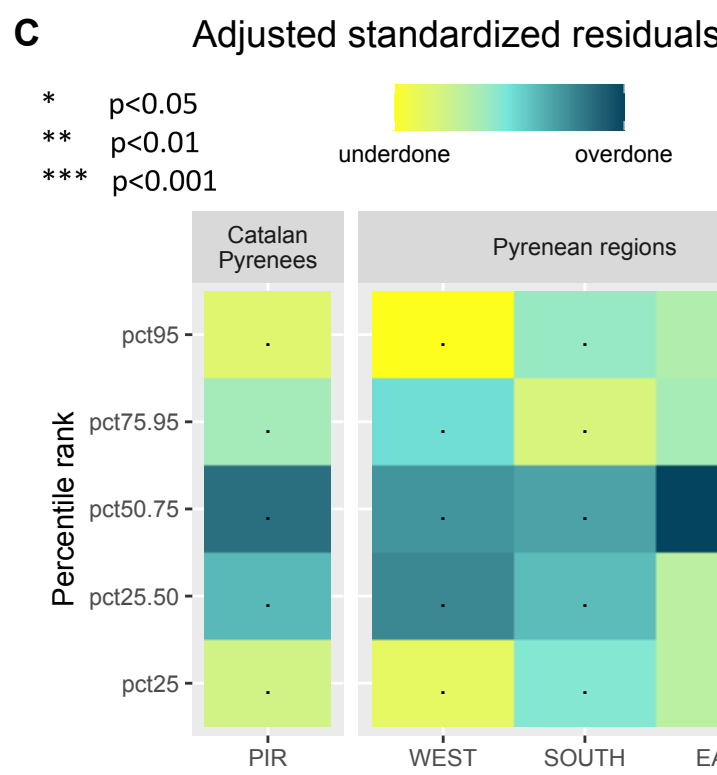 C
Adjusted standardized residuals
* p<0.05
** p<0.01
*** p<0.001
underdone overdone
Catalan
Pyrenees
Pyrenean regions
Percentile rank
pct95
pct75.95
pct50.75
pct25.50
pct25
PIR WEST SOUTH EA